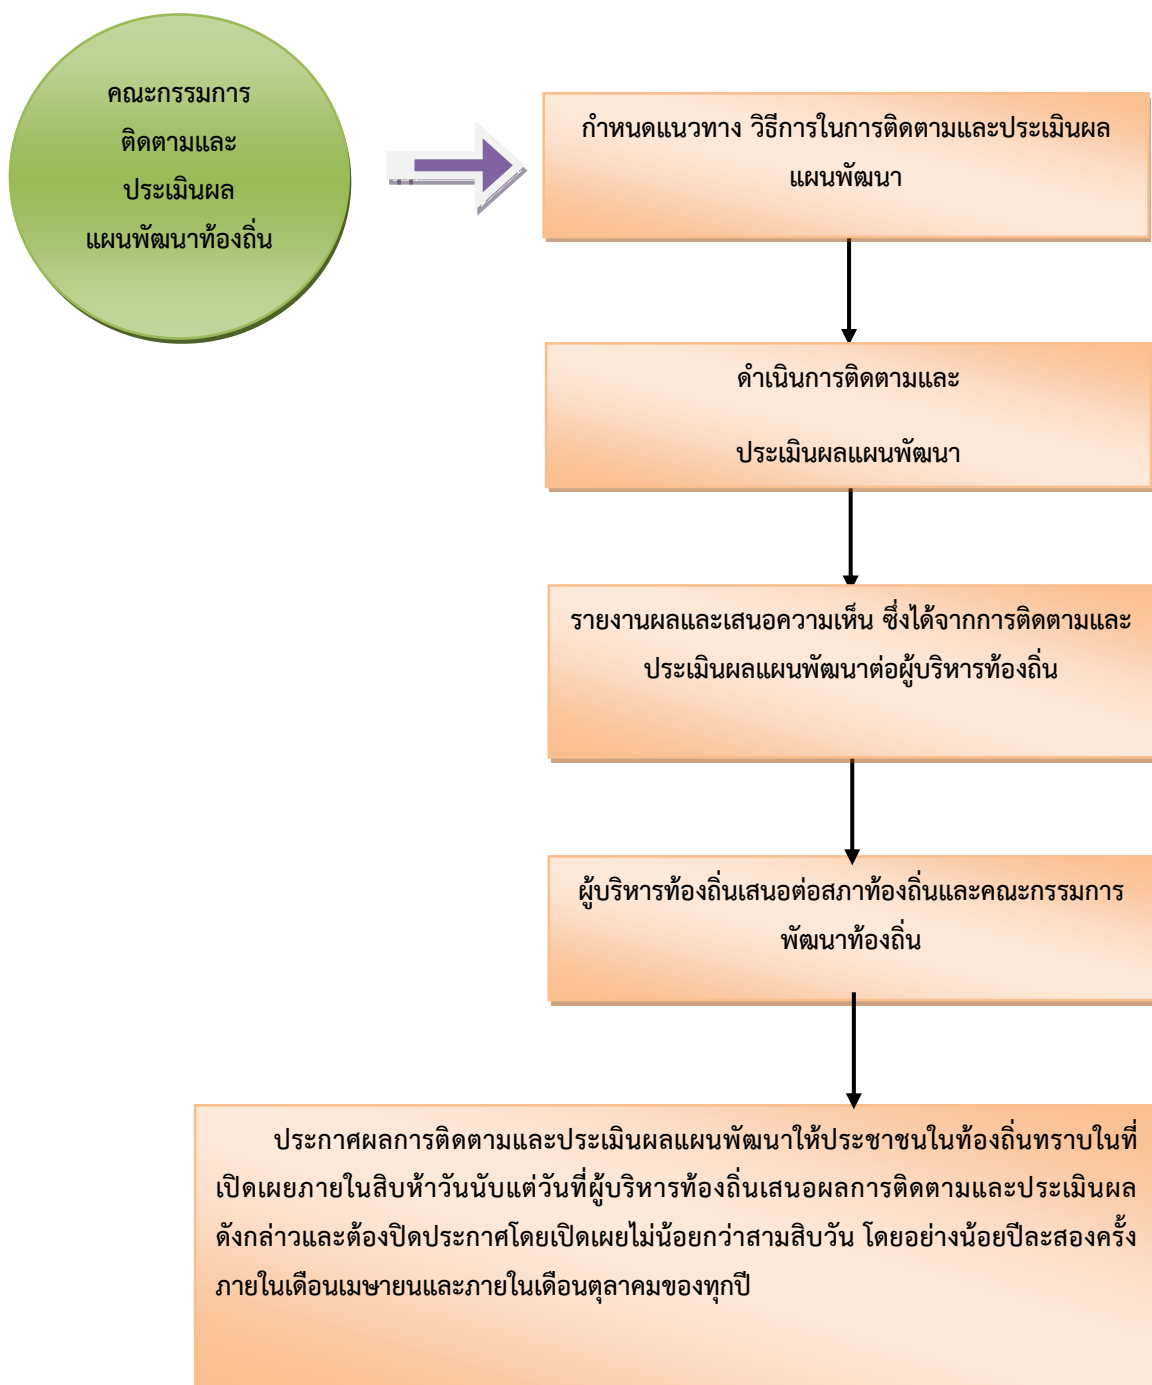 คณะกรรมการ
ติดตามและ
ประเมินผล
แผนพัฒนาท้องถิ่น
กำหนดแนวทาง วิธีการในการติดตามและประเมินผล
แผนพัฒนา
ดำเนินการติดตามและ
ประเมินผลแผนพัฒนา
รายงานผลและเสนอความเห็น ซึ่งได้จากการติดตามและ
ประเมินผลแผนพัฒนาต่อผู้บริหารท้องถิ่น
ผู้บริหารท้องถิ่นเสนอต่อสภาท้องถิ่นและคณะกรรมการ
พัฒนาท้องถิ่น
ประกาศผลการติดตามและประเมินผลแผนพัฒนาให้ประชาชนในท้องถิ่นทราบในที่
เปิดเผยภายในสิบห้าวันนับแต่วันที่ผู้บริหารท้องถิ่นเสนอผลการติดตามและประเมินผล
ดังกล่าวและต้องปิดประกาศโดยเปิดเผยไม่น้อยกว่าสามสิบวัน โดยอย่างน้อยปีละสองครั้ง
ภายในเดือนเมษายนและภายในเดือนตุลาคมของทุกปี